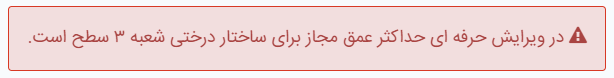 در ویرایش حرفه ای حداکثر عمق مجاز برای ساختار درختی شعبه ۳ سطح است.